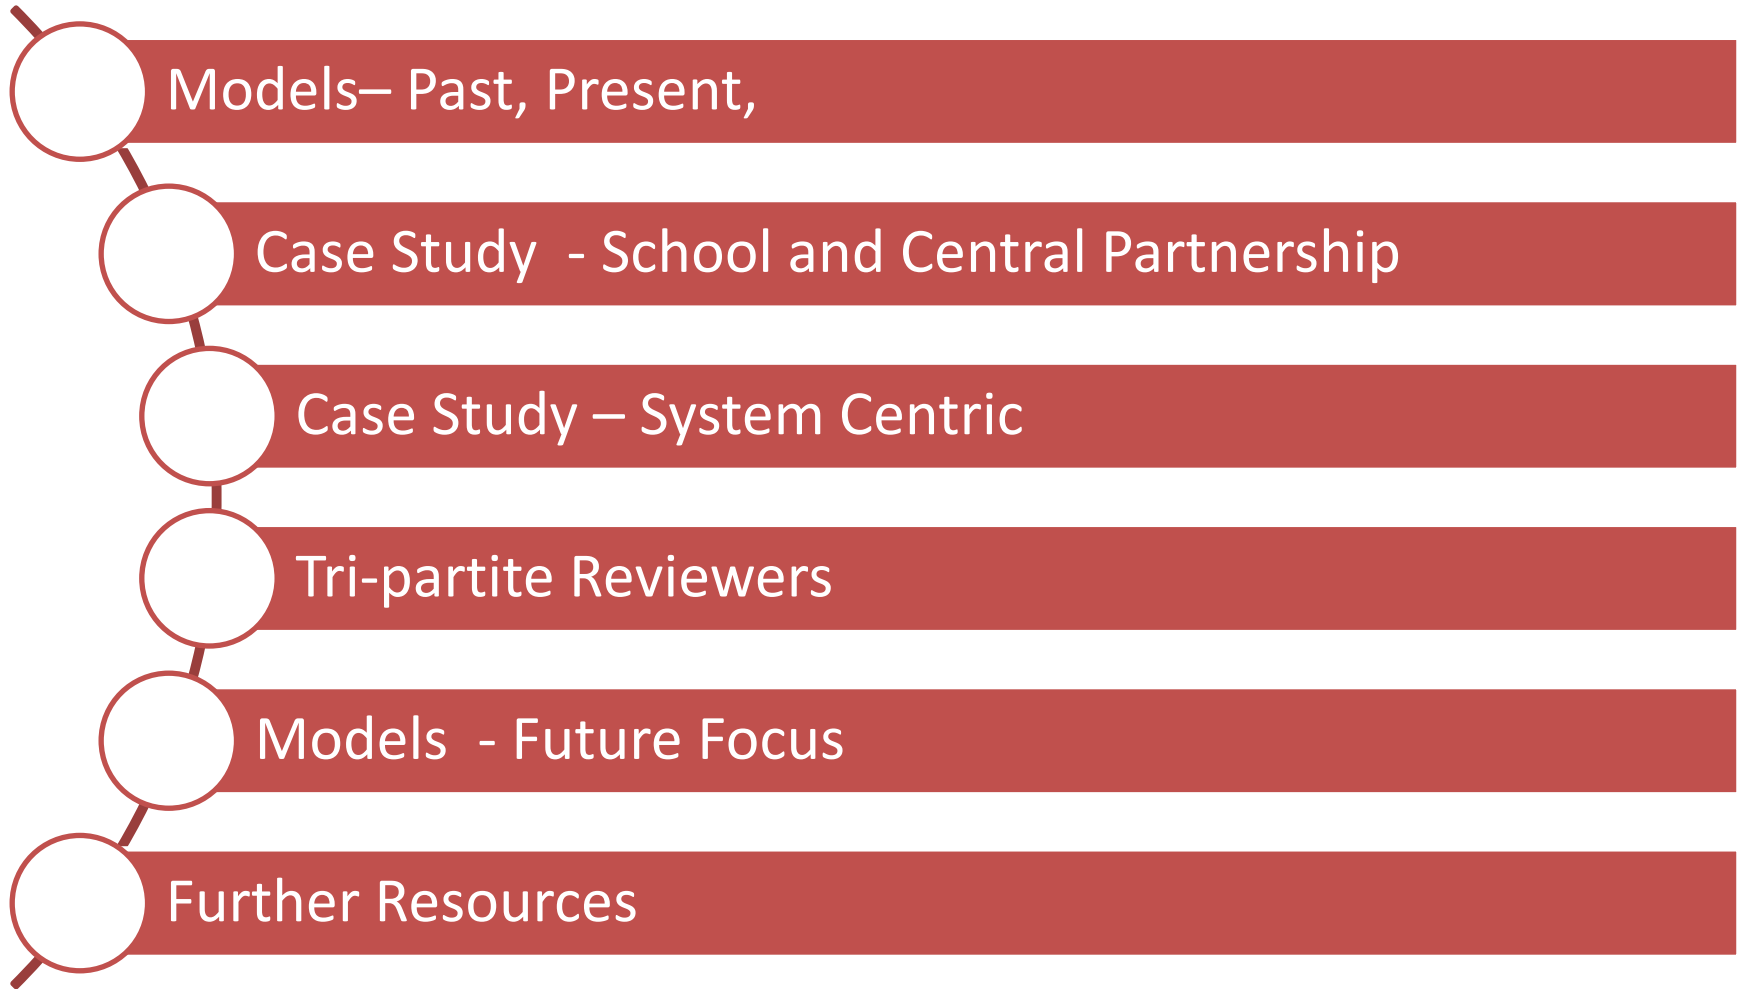 Models– Past, Present,
Case Study  - School and Central Partnership
Case Study – System Centric
Tri-partite Reviewers
Models  - Future Focus
Further Resources